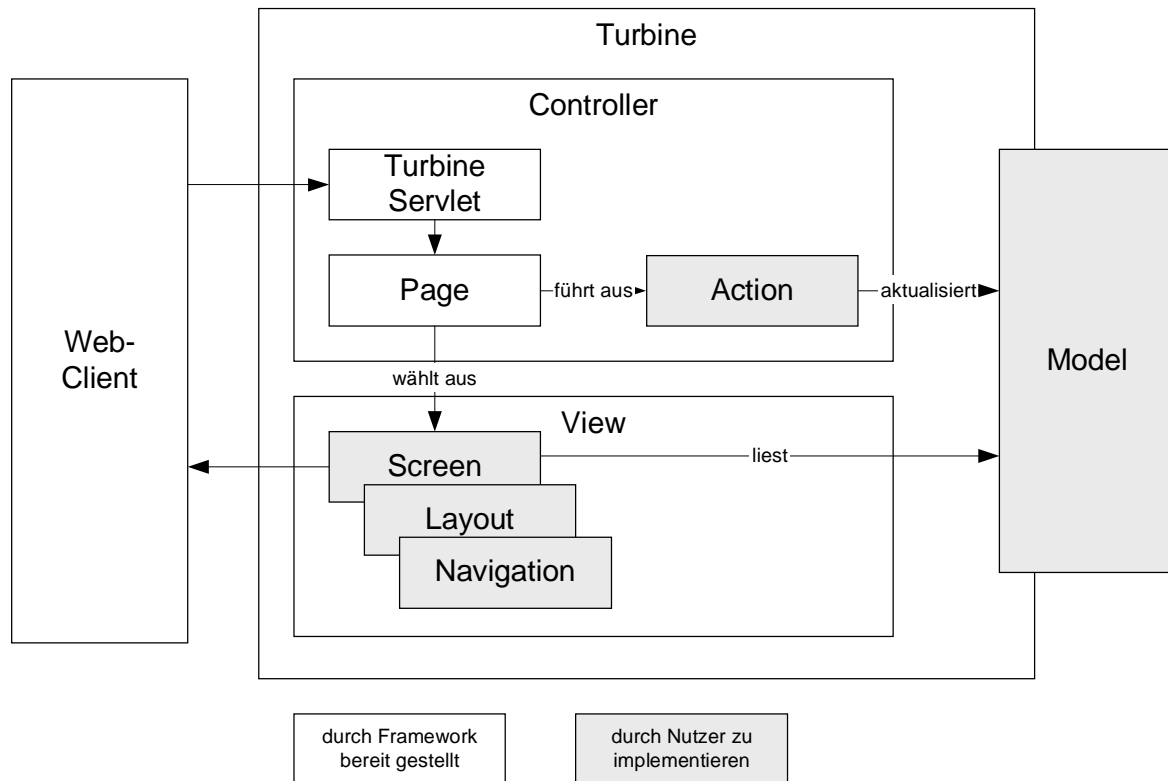 Turbine
Controller
Turbine
Servlet
Page
führt aus
Action
aktualisiert
Web-
Client
Model
wählt aus
View
Screen
liest
Layout
Navigation
durch Framework
bereit gestellt
durch Nutzer zu
implementieren